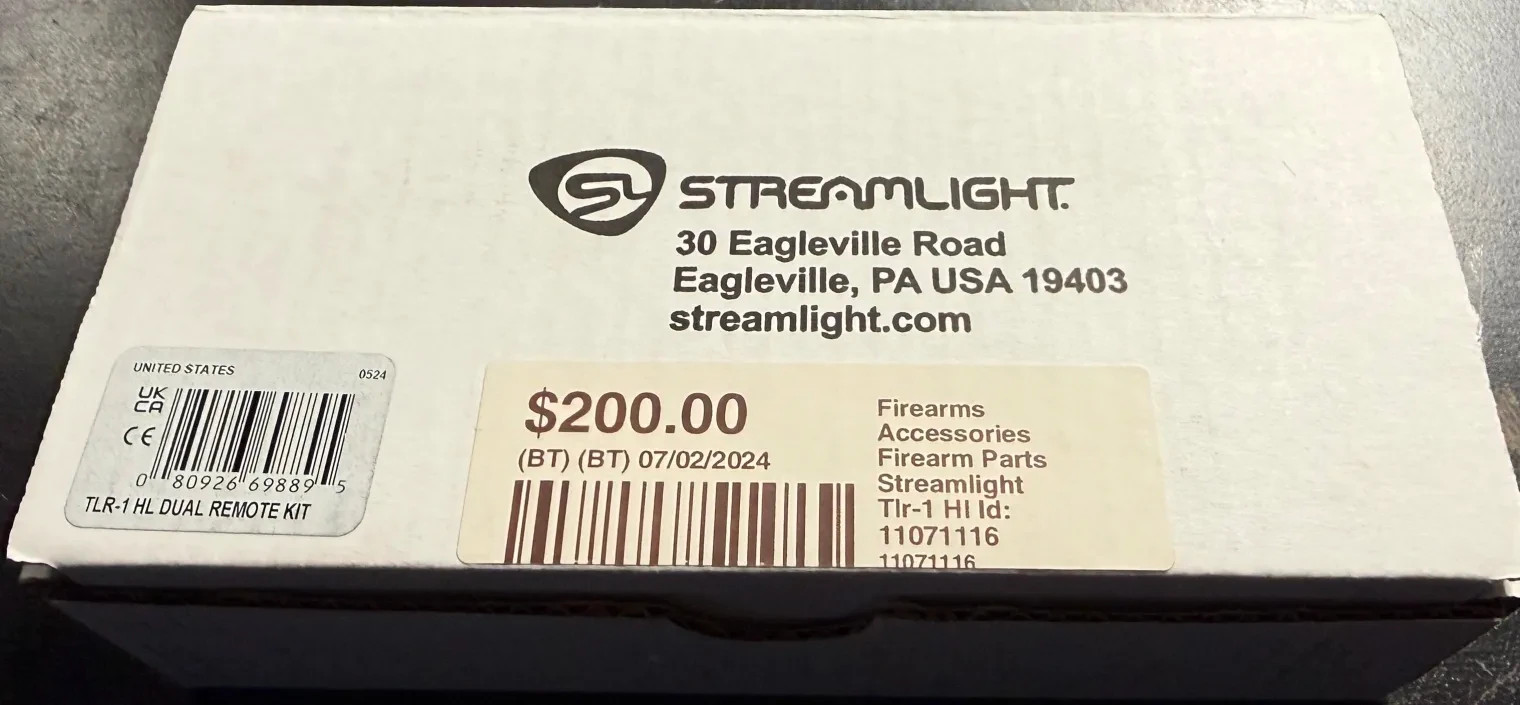 SL STREAMLIGHT.
30 Eagleville Road
Eagleville, PA USA 19403
streamlight.com
UNITED STATES
0524
UK
CA
CE
0 80926 69889 5
TLR-1 HL DUAL REMOTE KIT
$200.00
(BT) (BT) 07/02/2024
Firearms
Accessories
Firearm Parts
Streamlight
Tlr-1 Hl Id:
11071116
11071116